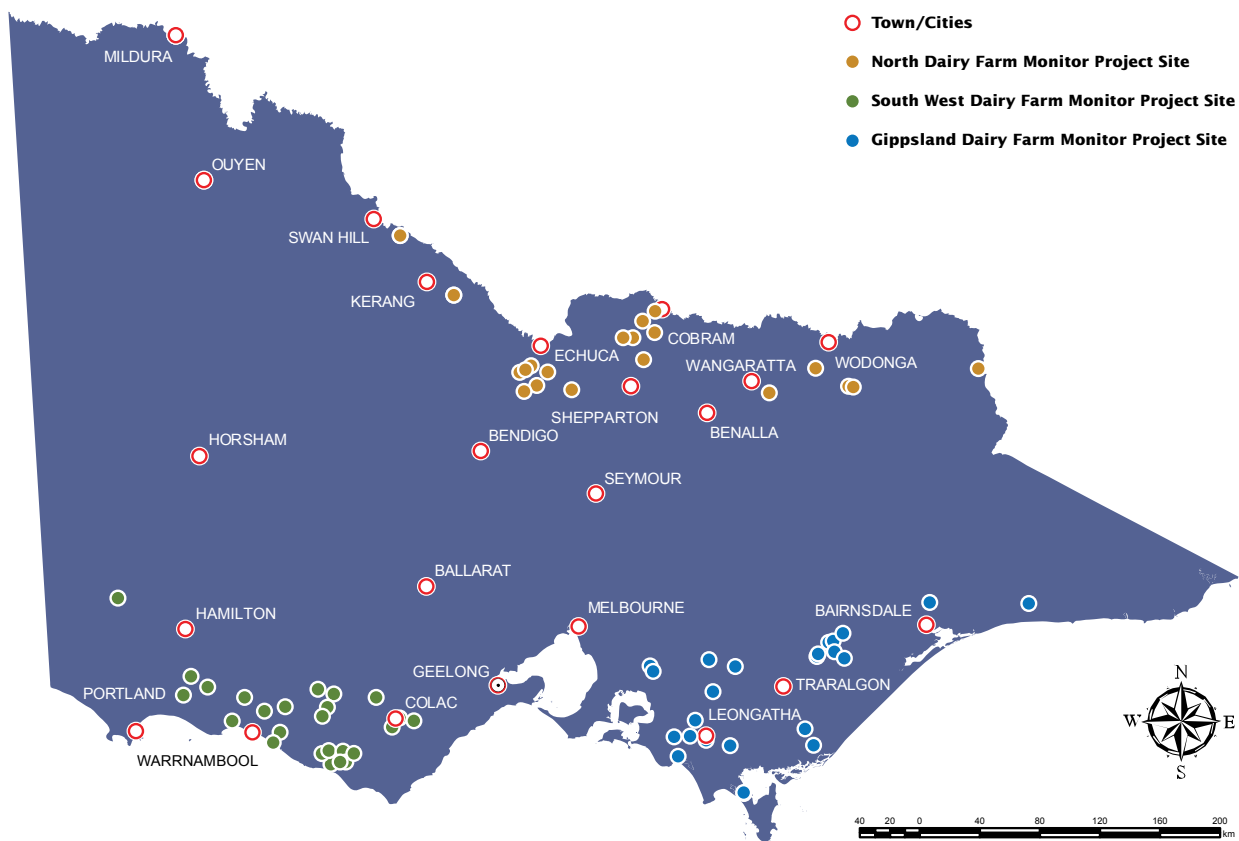 Town/Cities
MILDURA
North Dairy Farm Monitor Project Site
South West Dairy Farm Monitor Project Site
Gippsland Dairy Farm Monitor Project Site
OUYEN
SWAN HILL
KERANG
COBRAM
ECHUCA
WODONGA
WANGARATTA
SHEPPARTON
BENALLA
BENDIGO
HORSHAM
SEYMOUR
BALLARAT
MELBOURNE
BAIRNSDALE
HAMILTON
GEELONG
N
TRARALGON
PORTLAND
COLAC
LEONGATHA
W E
WARRNAMBOOL
S
40 20 0 40 80 120 160 200
km